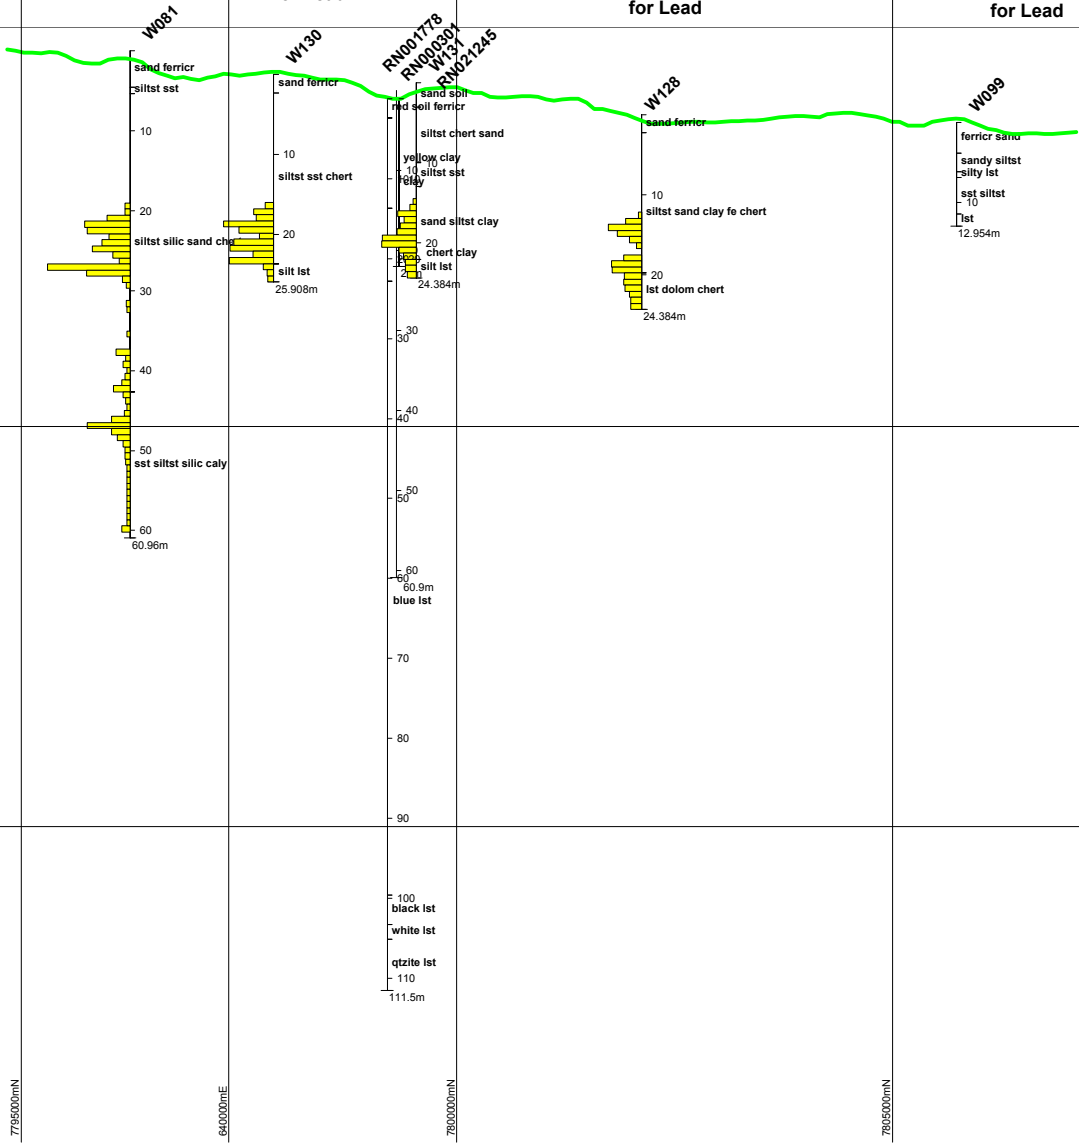 for Lead
for Lead
W081
W130
RN001778
RN000301
W131
RN021245
W128
W099
sand ferricr
siltst sst
10
20
siltst silic sand che
30
40
50
sst siltst silic caly
60
60.96m
sand ferricr
10
siltst sst chert
20
silt lst
25.908m
sand soil
red soil ferricr
siltst chert sand
yellow clay
10
10
siltst sst
clay
sand siltst clay
20
chert clay
silt lst
24.384m
30
30
40
40
50
50
60
60
60.9m
blue lst
70
80
90
100
black lst
white lst
qtzite lst
110
111.5m
sand ferricr
10
siltst sand clay fe chert
20
lst dolom chert
24.384m
ferricr sand
sandy siltst
silty lst
sst siltst
10
lst
12.954m
7795000mN
640000mE
7800000mN
7805000mN